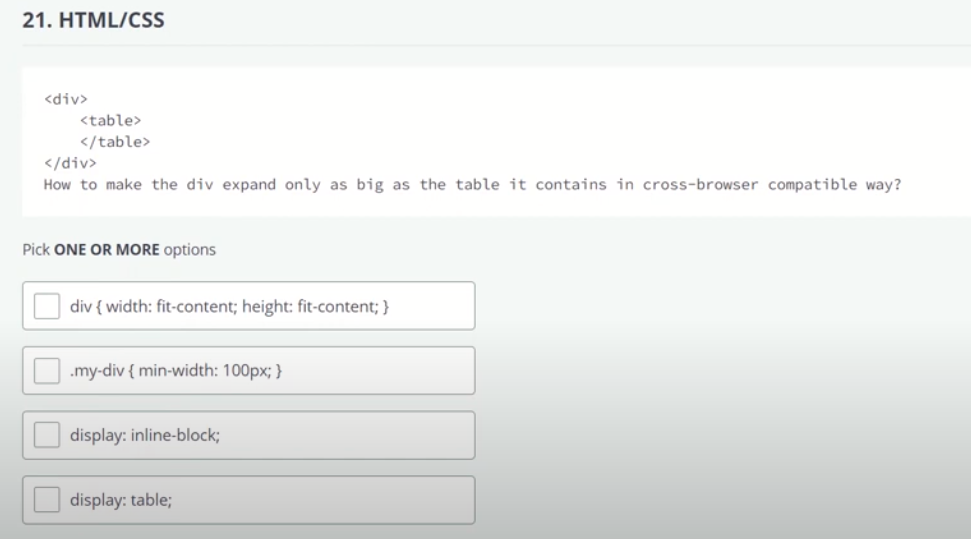 21. HTML/CSS
<div>
<table>
</table>
</div>
How to make the div expand only as big as the table it contains in cross-browser compatible way?
Pick ONE OR MORE options
div { width: fit-content; height: fit-content; }
.my-div { min-width: 100px; }
display: inline-block;
display: table;